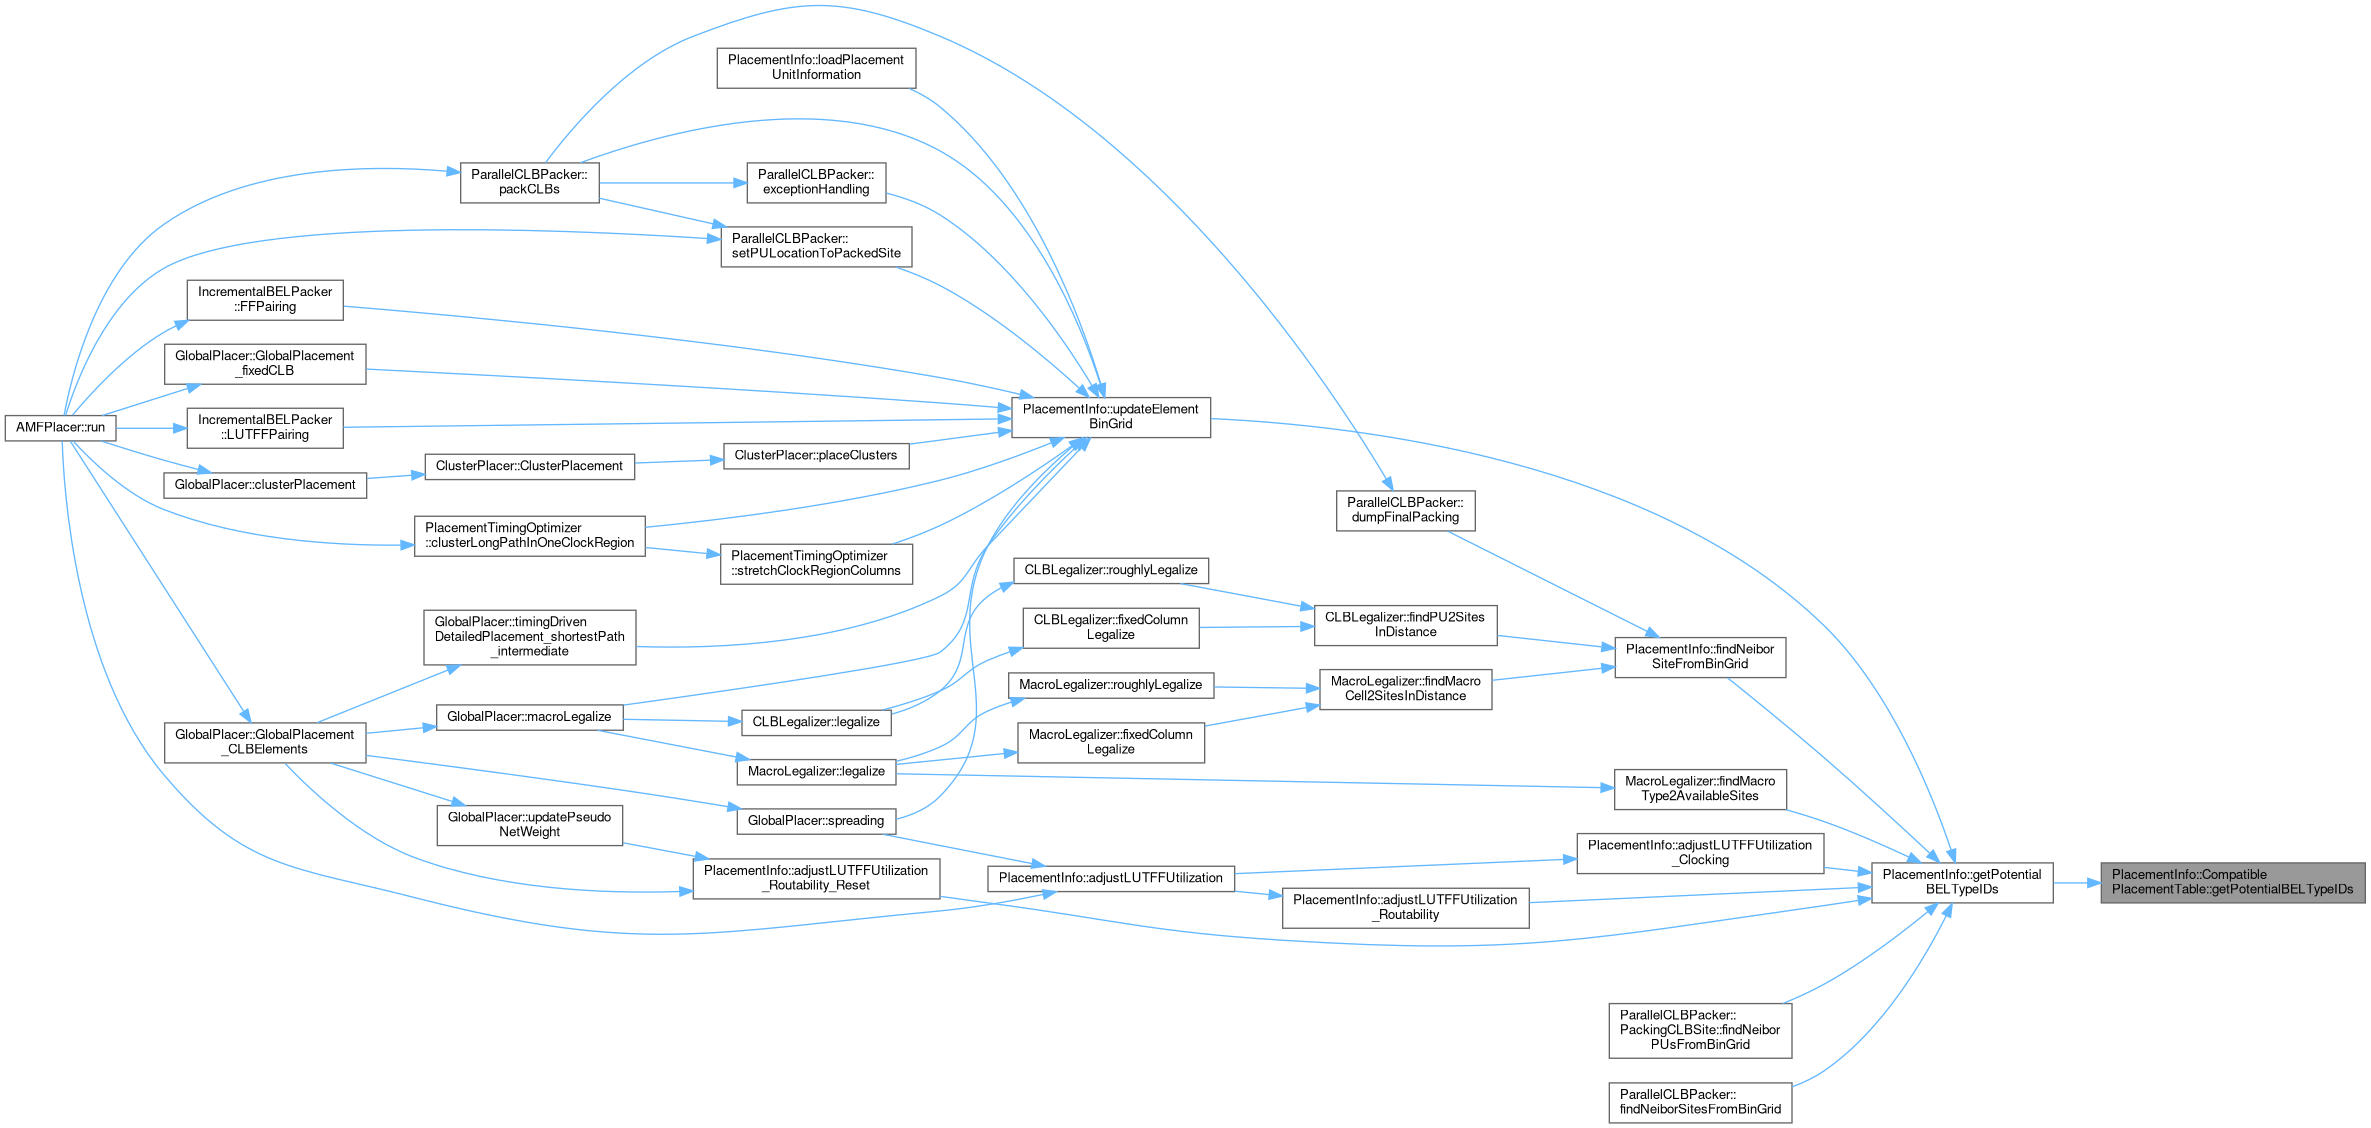 PlacementInfo::loadPlacement
UnitInformation
ParallelCLBPacker::
packCLBs
ParallelCLBPacker::
exceptionHandling
ParallelCLBPacker::
setPULocationToPackedSite
IncrementalBELPacker
::FFPairing
GlobalPlacer::GlobalPlacement
_fixedCLB
AMFPlacer::run
IncrementalBELPacker
::LUTFFPairing
PlacementInfo::updateElement
BinGrid
ClusterPlacer::placeClusters
ClusterPlacer::ClusterPlacement
GlobalPlacer::clusterPlacement
ParallelCLBPacker::
dumpFinalPacking
PlacementTimingOptimizer
::clusterLongPathInOneClockRegion
PlacementTimingOptimizer
::stretchClockRegionColumns
CLBLegalizer::roughlyLegalize
GlobalPlacer::timingDriven
DetailedPlacement_shortestPath
_intermediate
CLBLegalizer::fixedColumn
Legalize
CLBLegalizer::findPU2Sites
InDistance
PlacementInfo::findNeibor
SiteFromBinGrid
MacroLegalizer::roughlyLegalize
MacroLegalizer::findMacro
Cell2SitesInDistance
GlobalPlacer::macroLegalize
CLBLegalizer::legalize
GlobalPlacer::GlobalPlacement
_CLBElements
MacroLegalizer::fixedColumn
Legalize
MacroLegalizer::legalize
MacroLegalizer::findMacro
Type2AvailableSites
GlobalPlacer::updatePseudo
NetWeight
GlobalPlacer::spreading
PlacementInfo::adjustLUTFFUtilization
_Clocking
PlacementInfo::adjustLUTFFUtilization
_Routability_Reset
PlacementInfo::adjustLUTFFUtilization
PlacementInfo::adjustLUTFFUtilization
_Routability
PlacementInfo::getPotential
BELTypeIDs
PlacementInfo::Compatible
PlacementTable::getPotentialBELTypeIDs
ParallelCLBPacker::
PackingCLBSite::findNeibor
PUsFromBinGrid
ParallelCLBPacker::
findNeiborSitesFromBinGrid